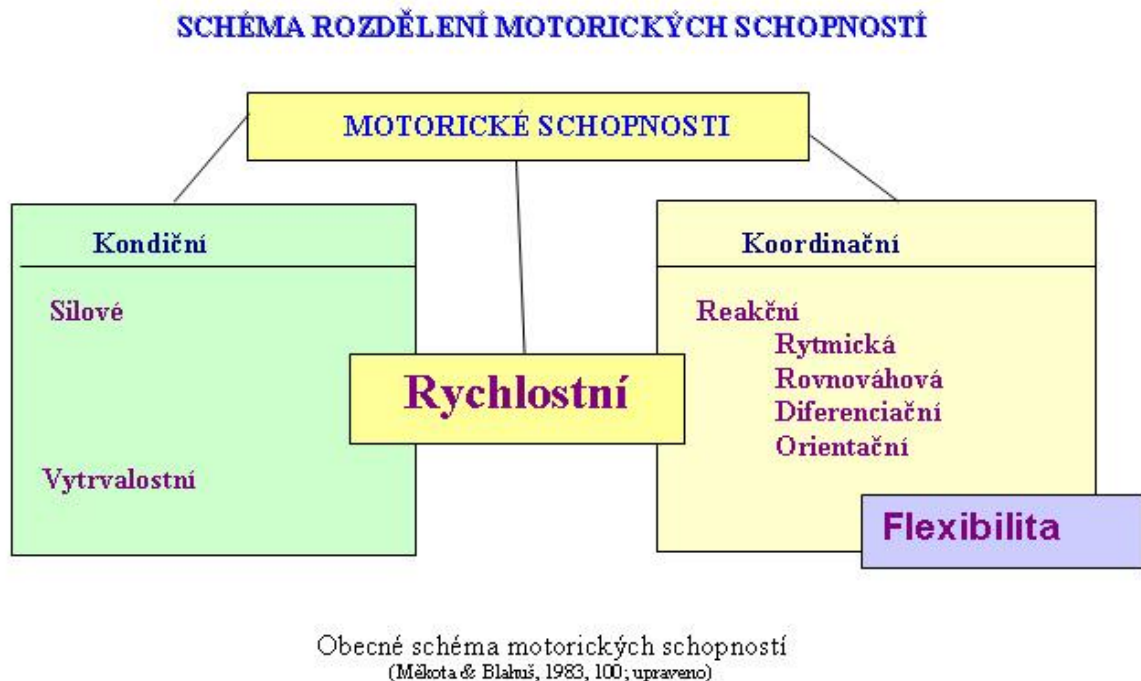 SCHÉMA ROZDĚLENÍ MOTORICKÝCH SCHOPNOSTÍ
MOTORICKÉ SCHOPNOSTI
Kondiční
Silové
Vytrvalostní
Rychlostní
Koordinační
Reakční
Rytmická
Rovnováhová
Diferenciační
Orientační
Flexibilita
Obecné schéma motorických schopností
(Měkota & Blahuš, 1983, 100; upraveno)